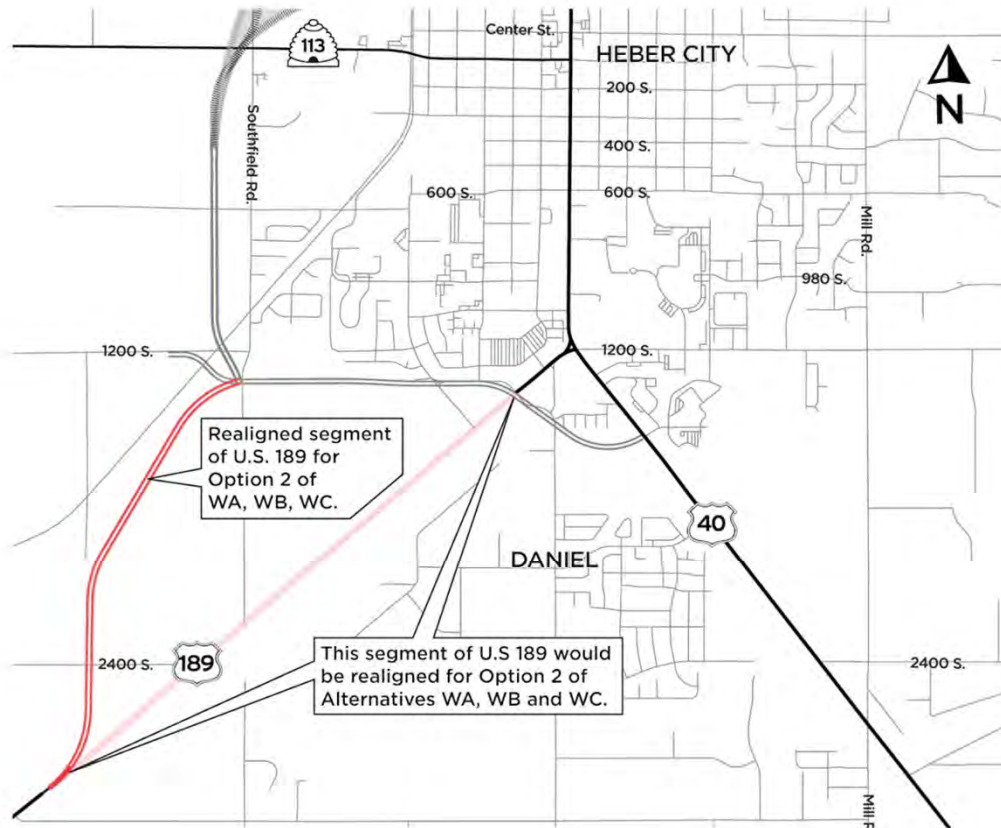 Center St.
113
HEBER CITY
N
200 S.
Southfield Rd.
400 S.
600 S.
600 S.
Mill Rd.
980 S.
1200 S.
1200 S.
Realigned segment
of U.S. 189 for
Option 2 of
WA, WB, WC.
40
DANIEL
189
2400 S.
This segment of U.S 189 would
be realigned for Option 2 of
Alternatives WA, WB and WC.
2400 S.
Mill R